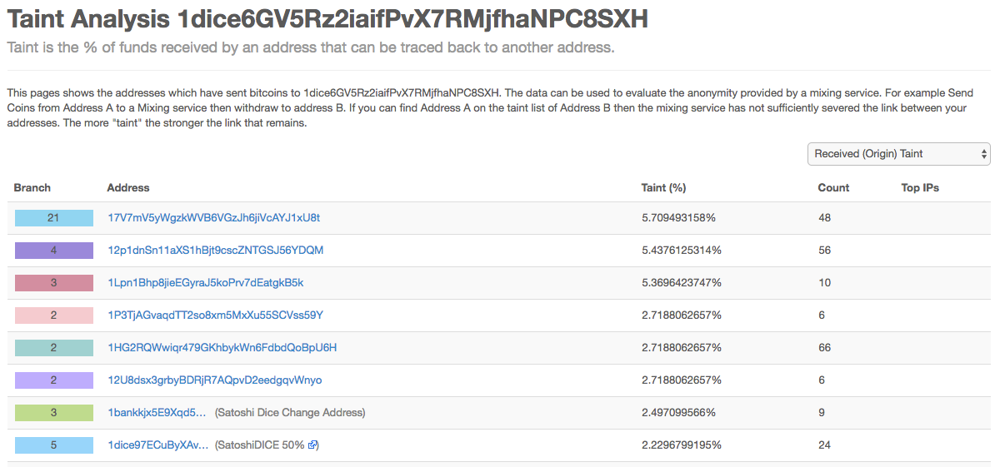 Taint Analysis 1dice6GV5Rz2iaifPvX7RMjfhaNPC8SXH
Taint is the % of funds received by an address that can be traced back to another address.
This pages shows the addresses which have sent bitcoins to 1dice6GV5Rz2iaifPvX7RMjfhaNPC8SXH. The data can be used to evaluate the anonymity provided by a mixing service. For example Send
Coins from Address A to a Mixing service then withdraw to address B. If you can find Address A on the taint list of Address B then the mixing service has not sufficiently severed the link between your
addresses. The more "taint" the stronger the link that remains.
Received (Origin) Taint
Branch Address Taint (%) Count Top IPs
21 17V7mV5yWgzkWVB6VGzJh6jiVcAYJ1xU8t 5.709493158% 48
4 12p1dnSn11aXS1hBjt9cscZNTGSJ56YDQM 5.4376125314% 56
3 1Lpn1Bhp8jieEGyraJ5koPrv7dEatgkB5k 5.3696423747% 10
2 1P3TjAGvaqdTT2so8xm5MxXu55SCVss59Y 2.7188062657% 6
2 1HG2RQWwiqr479GKhbykWn6FdbdQoBpU6H 2.7188062657% 66
2 12U8dsx3grbyBDRjR7AQpvD2eedgqvWnyo 2.7188062657% 6
3 1bankkjx5E9Xqd5... (Satoshi Dice Change Address) 2.497099566% 9
5 1dice97ECuByXAv... (SatoshiDICE 50%) 2.2296799195% 24